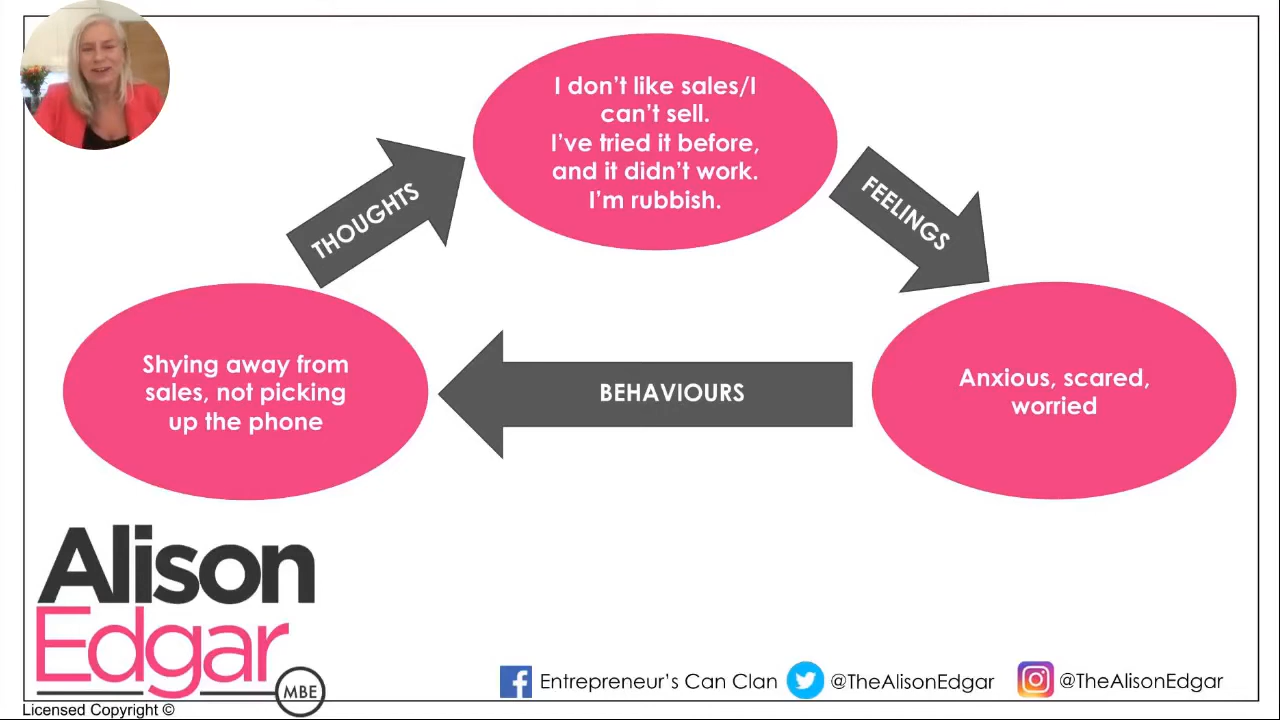 I don't like sales/I
can't sell.
I've tried it before,
and it didn't work.
I'm rubbish.
THOUGHTS
FEELINGS
Shying away from
sales, not picking
up the phone
BEHAVIOURS
Anxious, scared,
worried
Alison
Edgar
MBE
Entrepreneur's Can Clan
@TheAlisonEdgar
@TheAlisonEdgar
Licensed Copyright ©